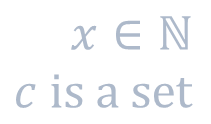 x ∈ ℕ
c is a set